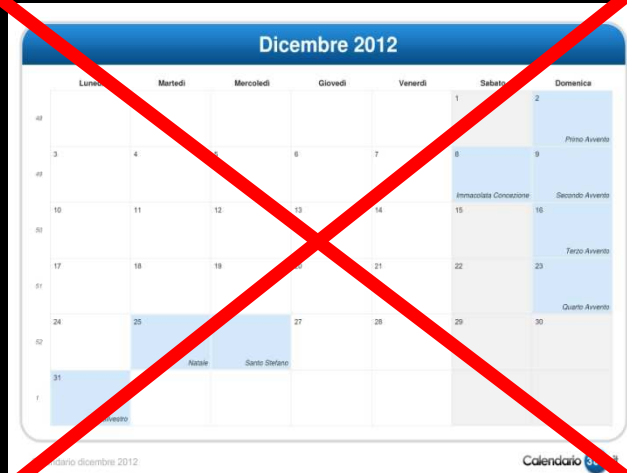 Dicembre 2012
Martedì Mercoledì Giovedì Venerdì Sabato Domenica
48 1 2
Primo Avvento
49 3 4 5 6 7 8 9
Immacolata Concezione Secondo Avvento
50 10 11 12 13 14 15 16
Terzo Avvento
51 17 18 19 20 21 22 23
Quarto Avvento
52 24 25 27 28 29 30
Natale Santo Stefano
1 31
dicembre 2012 Calendario